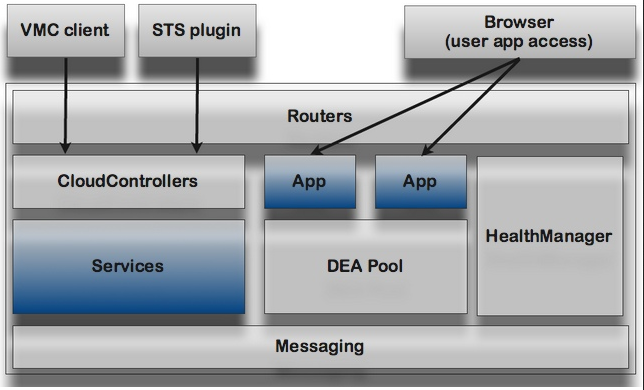 VMC client
STS plugin
Browser
(user app access)
Routers
CloudControllers
App
App
HealthManager
Services
DEA Pool
Messaging